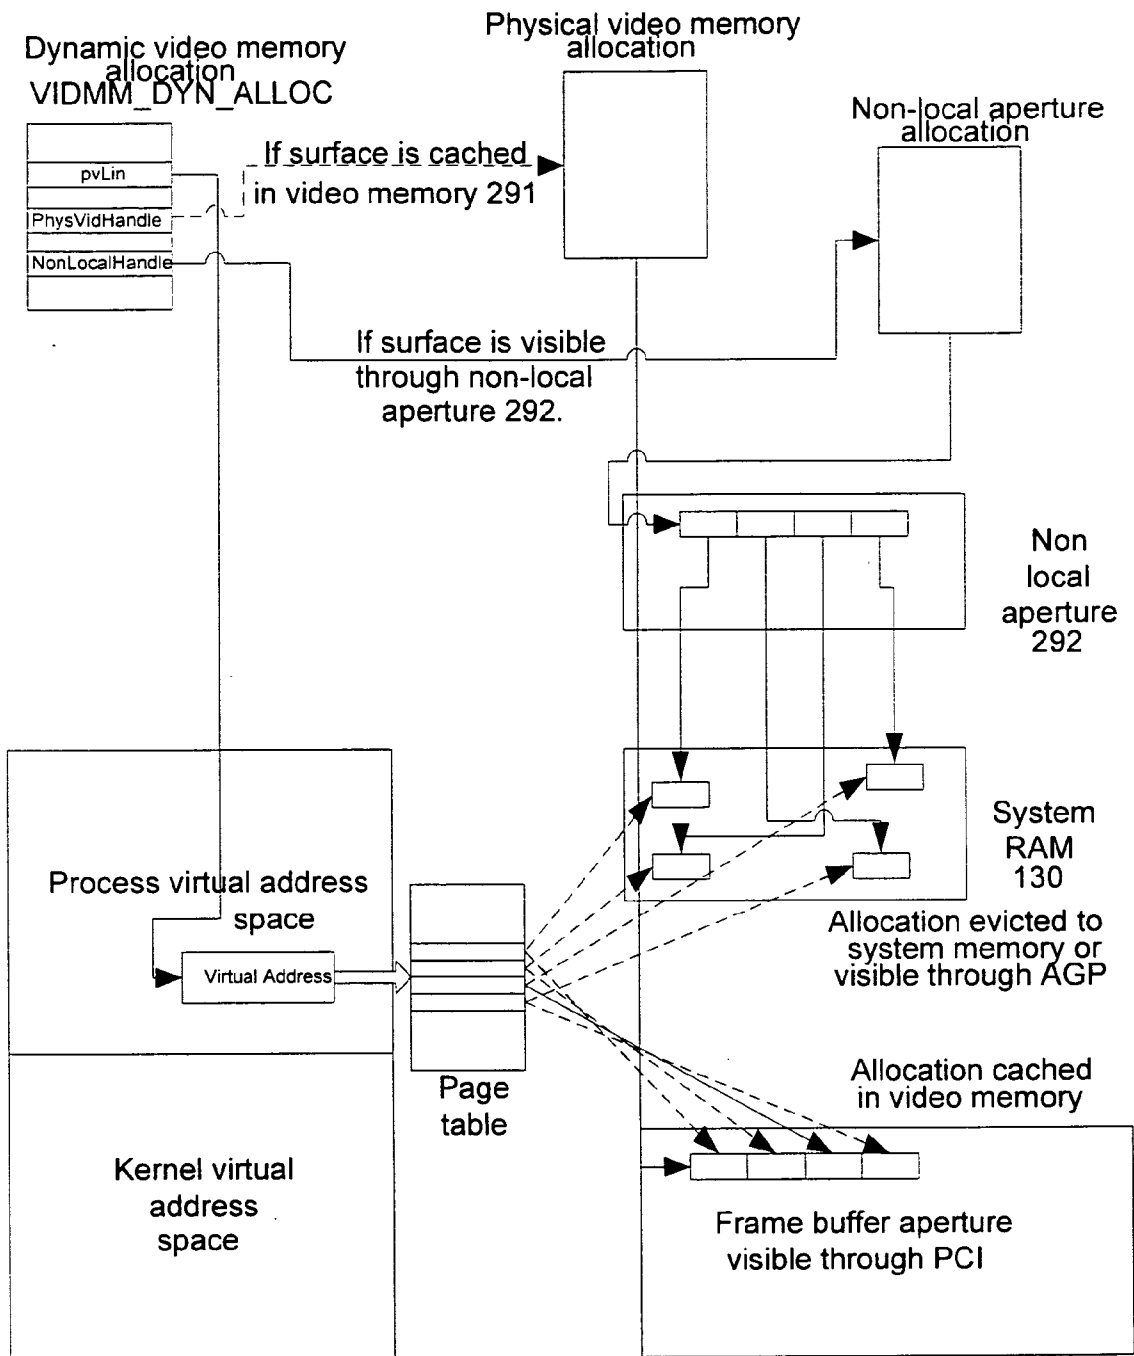 Physical video memory
allocation
Dynamic video memory
allocation
VIDMM_DYN_ALLOC
Non-local aperture
allocation
pvLin
PhysVidHandle
NonLocalHandle
If surface is cached
in video memory 291
If surface is visible
through non-local
aperture 292.
Non
local
aperture
292
System
RAM
130
Process virtual address
space
Virtual Address
Allocation evicted to
system memory or
visible through AGP
Page
table
Allocation cached
in video memory
Kernel virtual
address
space
Frame buffer aperture
visible through PCI